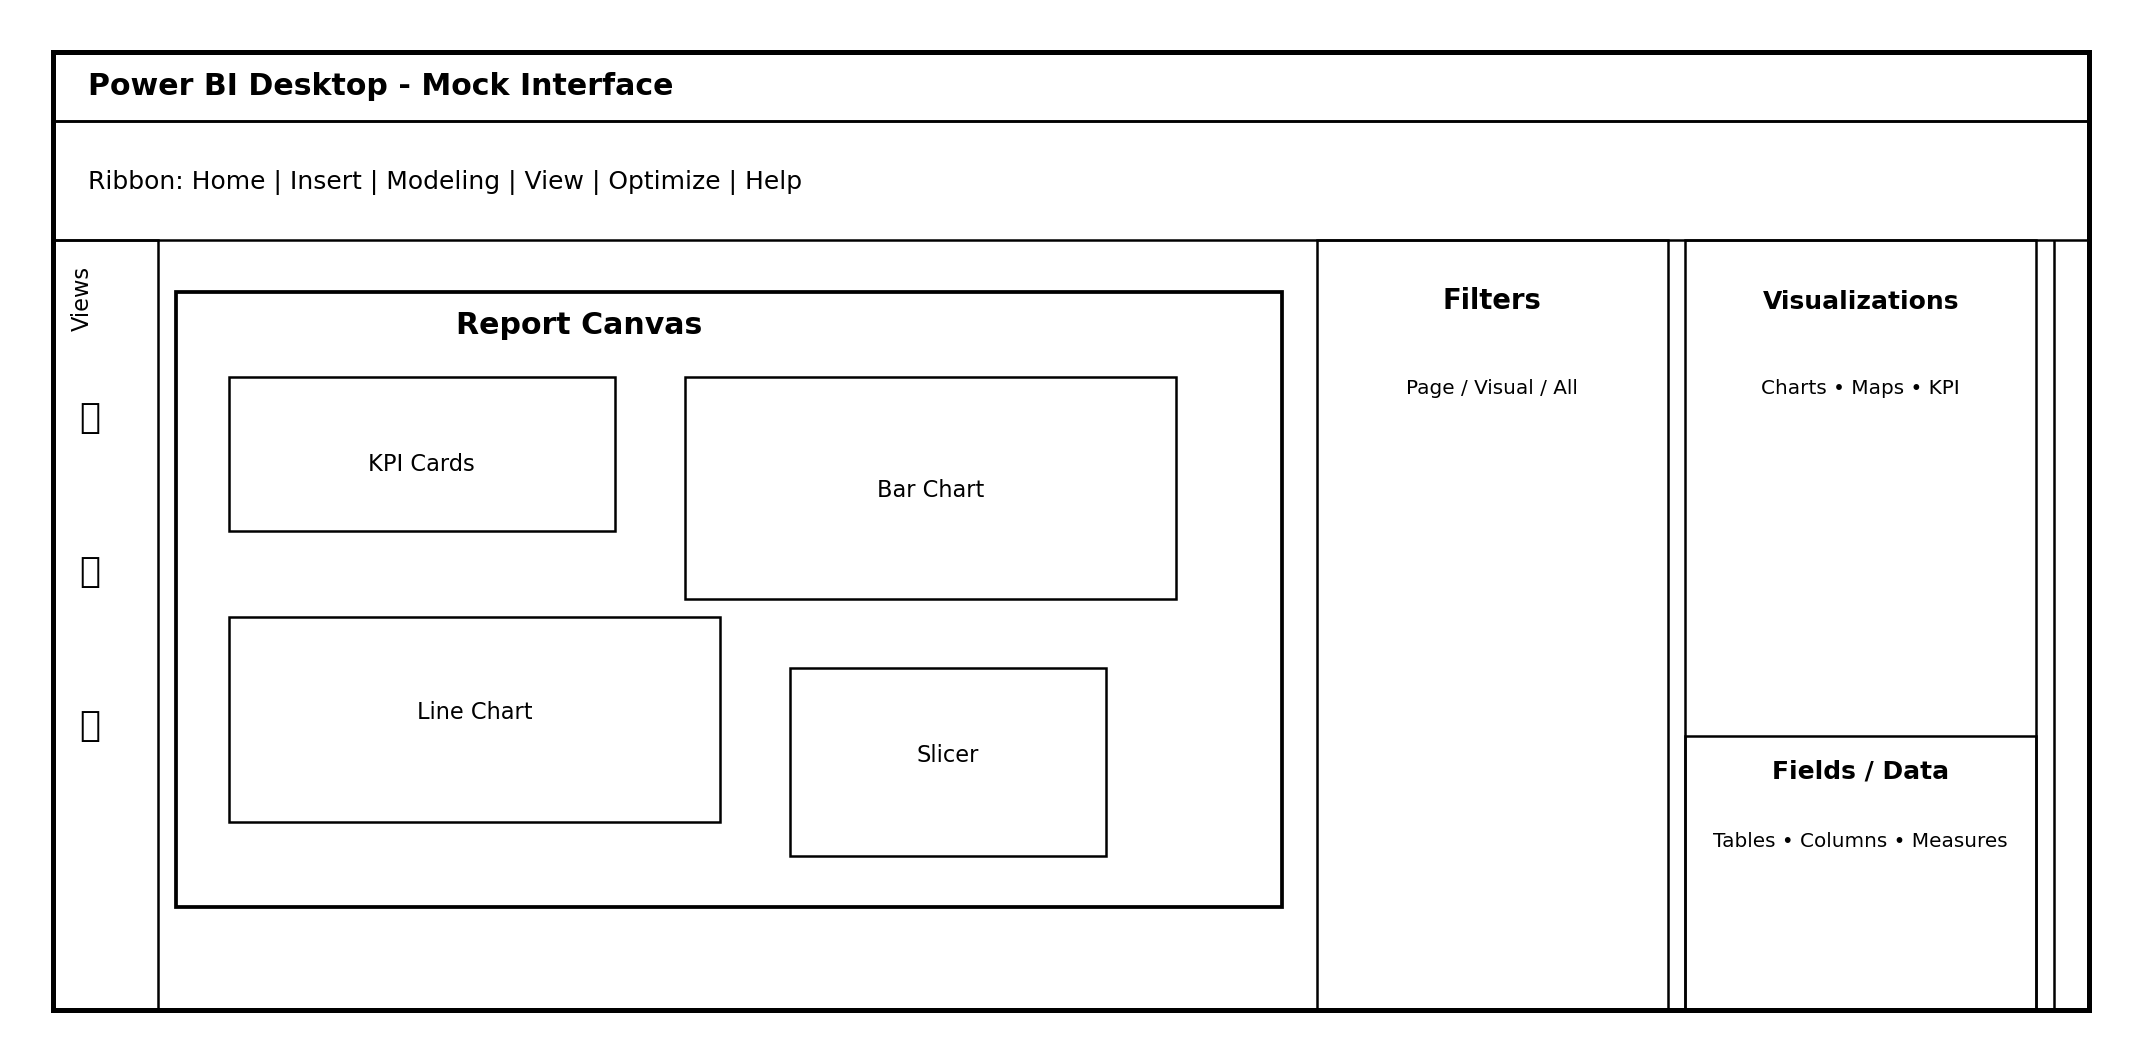 Power BI Desktop - Mock Interface
Ribbon: Home | Insert | Modeling | View | Optimize | Help
Views
Report Canvas
KPI Cards
Bar Chart
Line Chart
Slicer
Filters
Page / Visual / All
Visualizations
Charts • Maps • KPI
Fields / Data
Tables • Columns • Measures